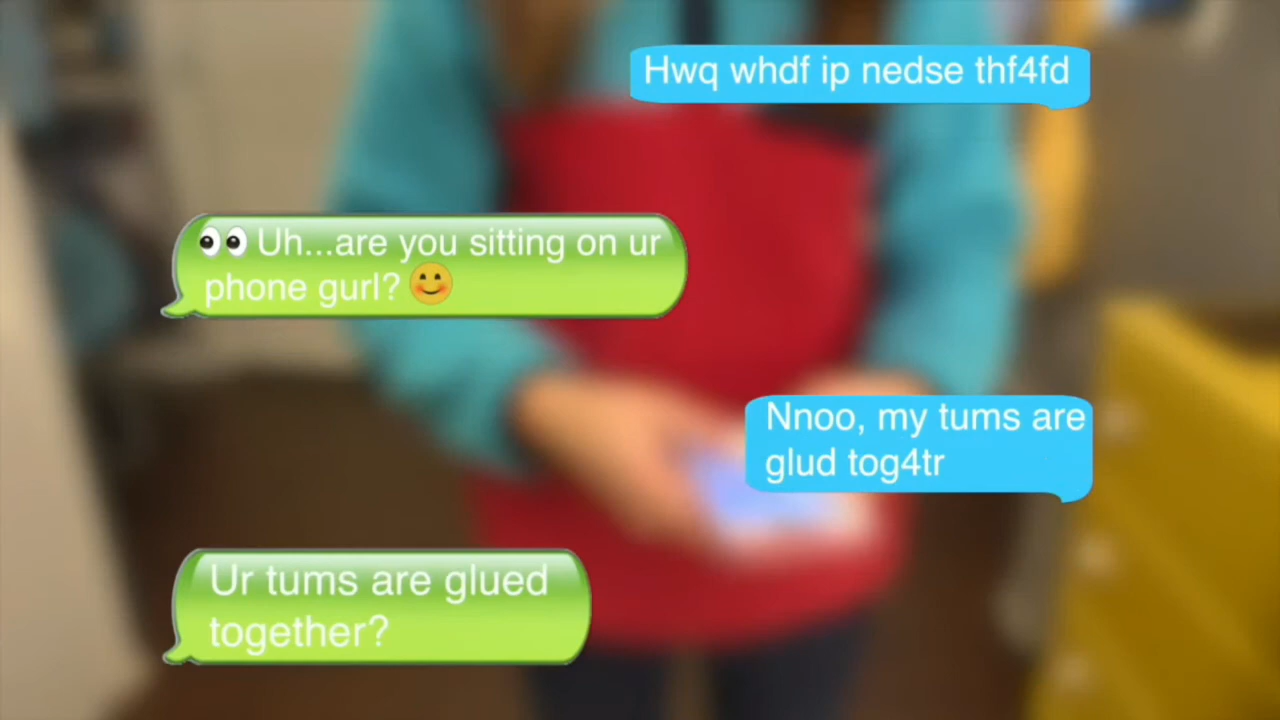 Hwq whdf ip nedse thf4fd
👀 Uh...are you sitting on ur
phone gurl? 😊
Nnoo, my tums are
glud tog4tr
Ur tums are glued
together?